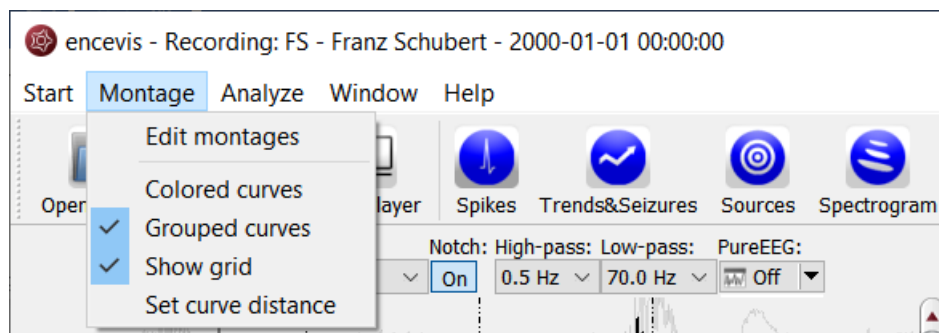 encevis - Recording: FS - Franz Schubert - 2000-01-01 00:00:00
Start Montage Analyze Window Help
Edit montages
Colored curves
Grouped curves
Show grid
Set curve distance
Spikes Trends&Seizures Sources Spectrogram
Notch: High-pass: Low-pass: PureEEG:
On 0.5 Hz 70.0 Hz Off